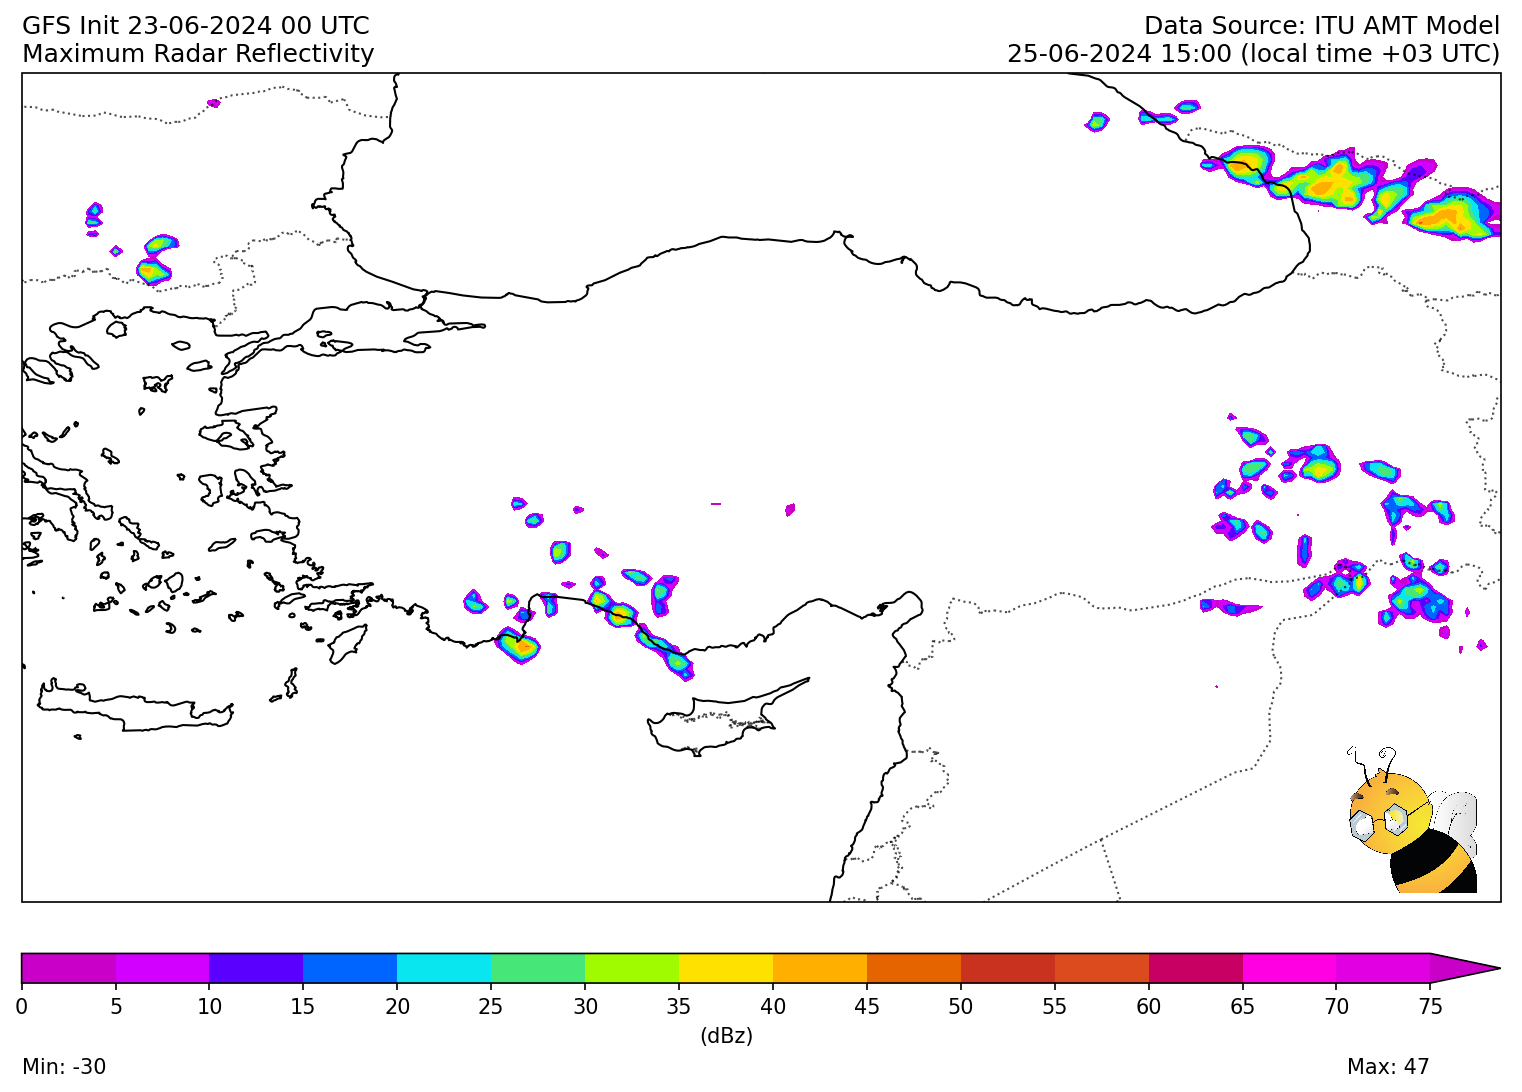 GFS Init 23-06-2024 00 UTC
Maximum Radar Reflectivity
Data Source: ITU AMT Model
25-06-2024 15:00 (local time +03 UTC)
0 5 10 15 20 25 30 35 40 45 50 55 60 65 70 75
(dBz)
Min: -30
Max: 47